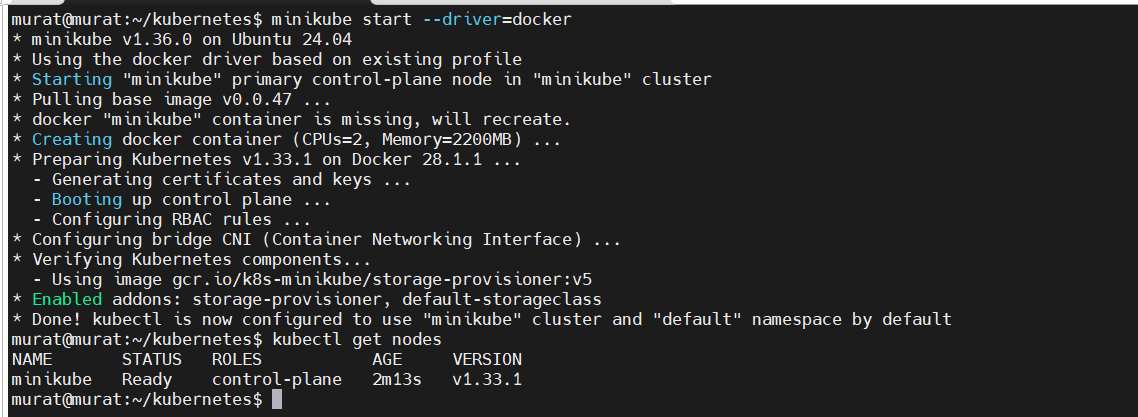 murat@murat:~/kubernetes$ minikube start --driver=docker
* minikube v1.36.0 on Ubuntu 24.04
* Using the docker driver based on existing profile
* Starting "minikube" primary control-plane node in "minikube" cluster
* Pulling base image v0.0.47 ...
* docker "minikube" container is missing, will recreate.
* Creating docker container (CPUs=2, Memory=2200MB) ...
* Preparing Kubernetes v1.33.1 on Docker 28.1.1 ...
  - Generating certificates and keys ...
  - Booting up control plane ...
  - Configuring RBAC rules ...
* Configuring bridge CNI (Container Networking Interface) ...
* Verifying Kubernetes components...
  - Using image gcr.io/k8s-minikube/storage-provisioner:v5
* Enabled addons: storage-provisioner, default-storageclass
* Done! kubectl is now configured to use "minikube" cluster and "default" namespace by default
murat@murat:~/kubernetes$ kubectl get nodes
NAME       STATUS   ROLES           AGE     VERSION
minikube   Ready    control-plane   2m13s   v1.33.1
murat@murat:~/kubernetes$